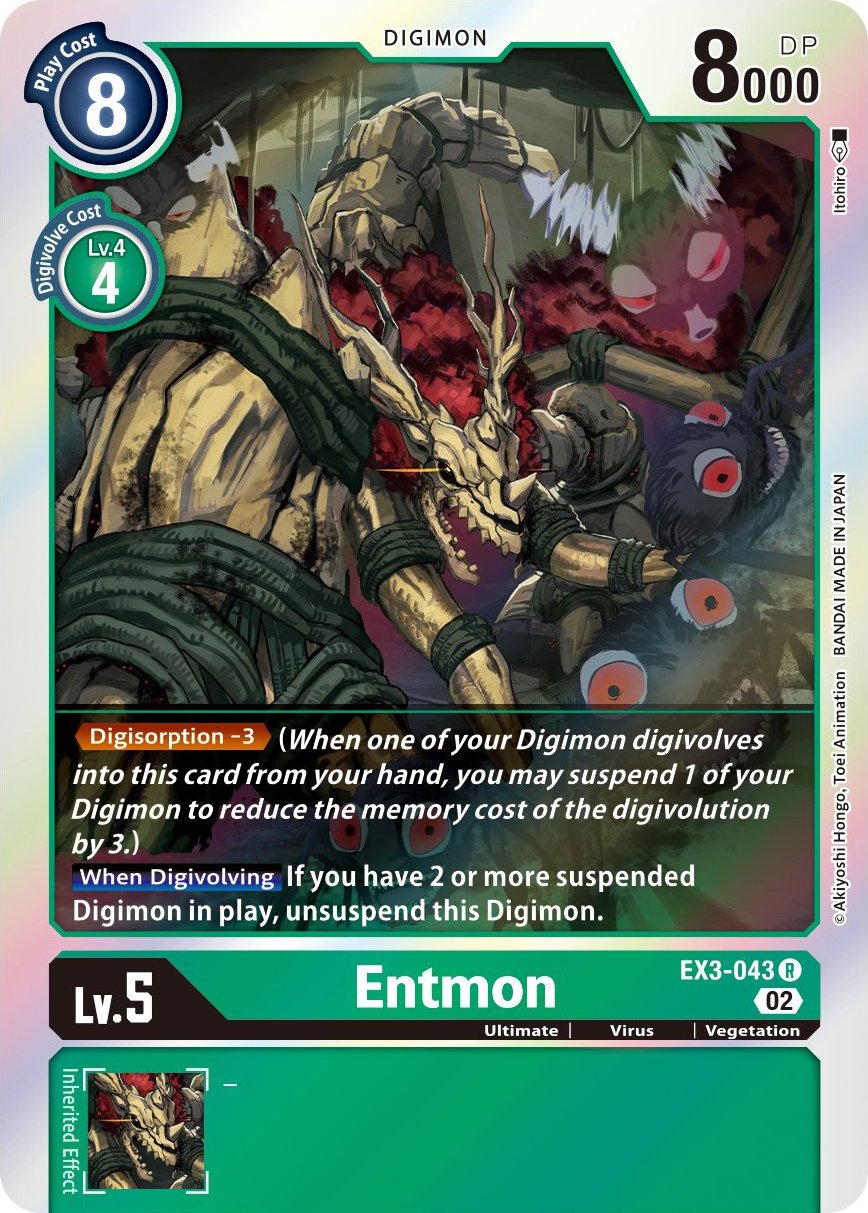 DIGIMON
Play Cost
8
DP
8000
Digivolve Cost
Lv.4
4
Itohiro
©Akiyoshi Hongo, Toei Animation BANDAI MADE IN JAPAN
Digisorption -3 (When one of your Digimon digivolves
into this card from your hand, you may suspend 1 of your
Digimon to reduce the memory cost of the digivolution
by 3.)
When Digivolving If you have 2 or more suspended
Digimon in play, unsuspend this Digimon.
Lv.5
Entmon
EX3-043 R
02
Ultimate | Virus | Vegetation
Inherited Effect
–